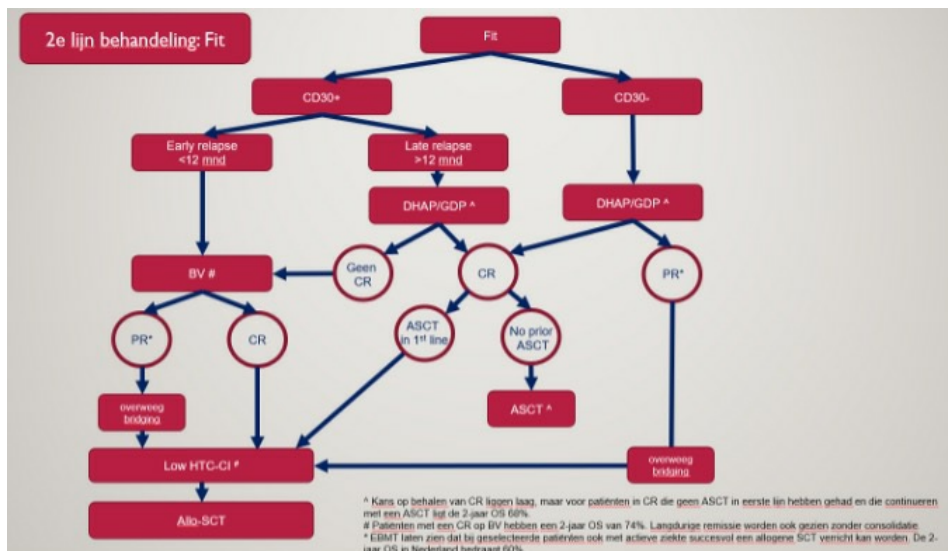 2e lijn behandeling: Fit
Fit
CD30+
CD30-
Early relapse
<12 mnd
Late relapse
>12 mnd
DHAP/GDP ^
DHAP/GDP ^
BV #
Geen
CR
CR
PR*
PR*
CR
ASCT
in 1st line
No prior
ASCT
overweeg
bridging
ASCT ^
Low HTC-CI #
overweeg
bridging
Allo-SCT
^ Kans op behalen van CR liggen laag, maar voor patiënten in CR die geen ASCT in eerste lijn hebben gehad en die continueren
met een ASCT ligt de 2-jaar OS 68%.
# Patiënten met een CR op BV hebben een 2-jaar OS van 74%. Langdurige remissie worden ook gezien zonder consolidatie
* EBMT laten zien dat bij geselecteerde patiënten ook met actieve ziekte succesvol een allogene SCT verricht kan worden. De 2-
jaar OS in Nederland bedraagt 60%